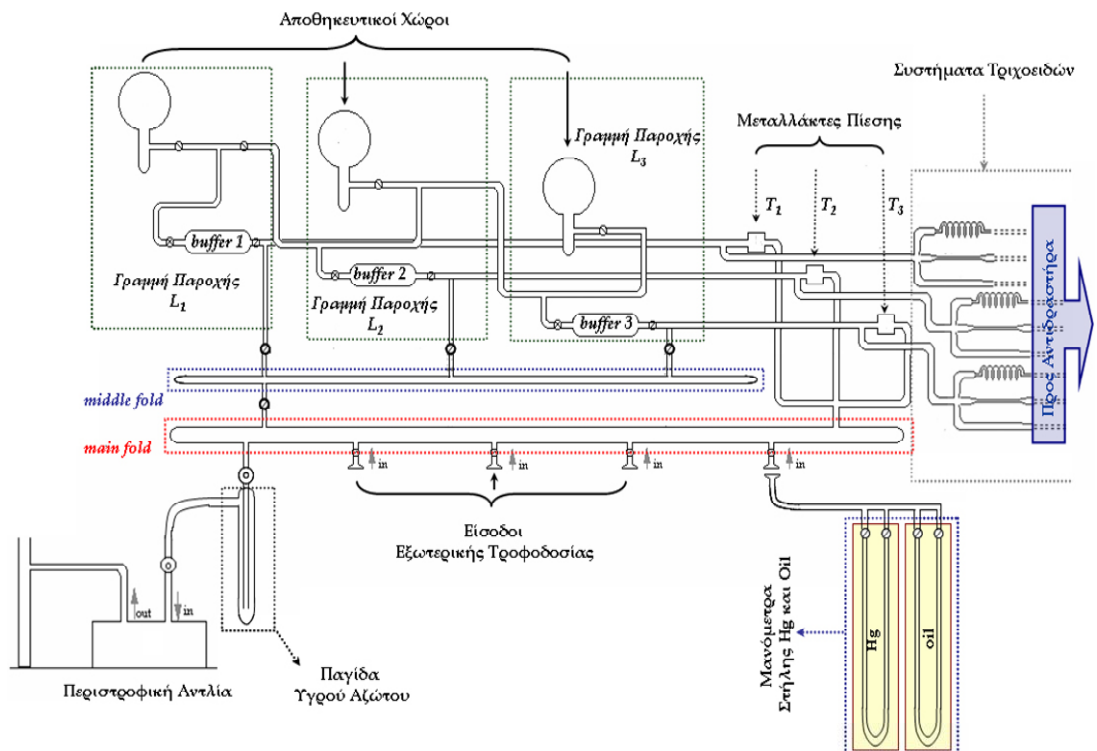 Αποθηκευτικοί Χώροι
Συστήματα Τριχοειδών
Γραμμή Παροχής
L3
Μεταλλάκτες Πίεσης
Γραμμή Παροχής
L2
T1
T2
T3
buffer 1
buffer 2
buffer 3
Γραμμή Παροχής
L1
Προς Αντιδραστήρα
middle fold
main fold
in
in
in
in
Είσοδοι
Εξωτερικής Τροφοδοσίας
out
in
Περιστροφική Αντλία
Παγίδα
Υγρού Αζώτου
Μανόμετρα
Στήλης Hg και Oil
Hg
oil